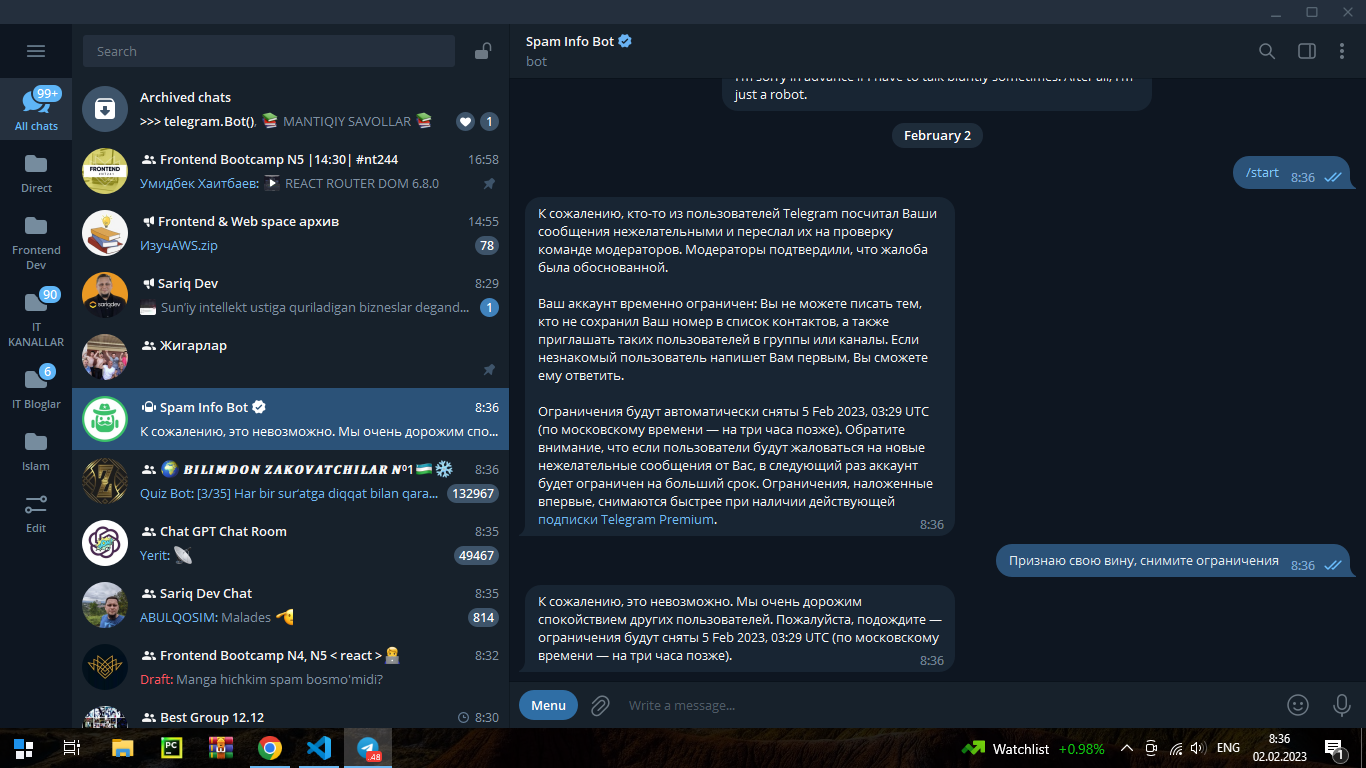 Search
Spam Info Bot
bot
99+
All chats
Direct
Frontend
Dev
90
IT
KANALLAR
6
IT Bloglar
Islam
Edit
Archived chats
>>> telegram.Bot(), 📚 MANTIQIY SAVOLLAR 📚
1
Frontend Bootcamp N5 |14:30| #nt244
16:58
Умидбек Хаитбаев: REACT ROUTER DOM 6.8.0
FRONTEND
Frontend & Web space архив
14:55
ИзучAWS.zip
78
Sariq Dev
8:29
Sun'iy intellekt ustiga quriladigan bizneslar degand...
1
sariqdev
Жигарлар
Spam Info Bot
8:36
К сожалению, это невозможно. Мы очень дорожим спо...
🌍 BILIMDON ZAKOVATCHILAR Nº1 🇺🇿 ❄️
8:36
Quiz Bot: [3/35] Har bir sur'atga diqqat bilan qara...
132967
Chat GPT Chat Room
8:35
Yerit: 📡
49467
Sariq Dev Chat
8:35
ABULQOSIM: Malades
814
Frontend Bootcamp N4, N5 < react > 👨‍💻
8:32
Draft: Manga hichkim spam bosmo'midi?
Best Group 12.12
8:30
I'm sorry in advance if I have to talk bluntly sometimes. After all, I'm
just a robot.
February 2
/start
8:36
К сожалению, кто-то из пользователей Telegram посчитал Ваши
сообщения нежелательными и переслал их на проверку
команде модераторов. Модераторы подтвердили, что жалоба
была обоснованной.
Ваш аккаунт временно ограничен: Вы не можете писать тем,
кто не сохранил Ваш номер в список контактов, а также
приглашать таких пользователей в группы или каналы. Если
незнакомый пользователь напишет Вам первым, Вы сможете
ему ответить.
Ограничения будут автоматически сняты 5 Feb 2023, 03:29 UTC
(по московскому времени — на три часа позже). Обратите
внимание, что если пользователи будут жаловаться на новые
нежелательные сообщения от Вас, в следующий раз аккаунт
будет ограничен на больший срок. Ограничения, наложенные
впервые, снимаются быстрее при наличии действующей
подписки Telegram Premium.
8:36
Признаю свою вину, снимите ограничения
8:36
К сожалению, это невозможно. Мы очень дорожим
спокойствием других пользователей. Пожалуйста, подождите —
ограничения будут сняты 5 Feb 2023, 03:29 UTC (по московскому
времени — на три часа позже).
8:36
Menu
Write a message...
PC
.48
Watchlist +0.98%
ENG
8:36
02.02.2023
1